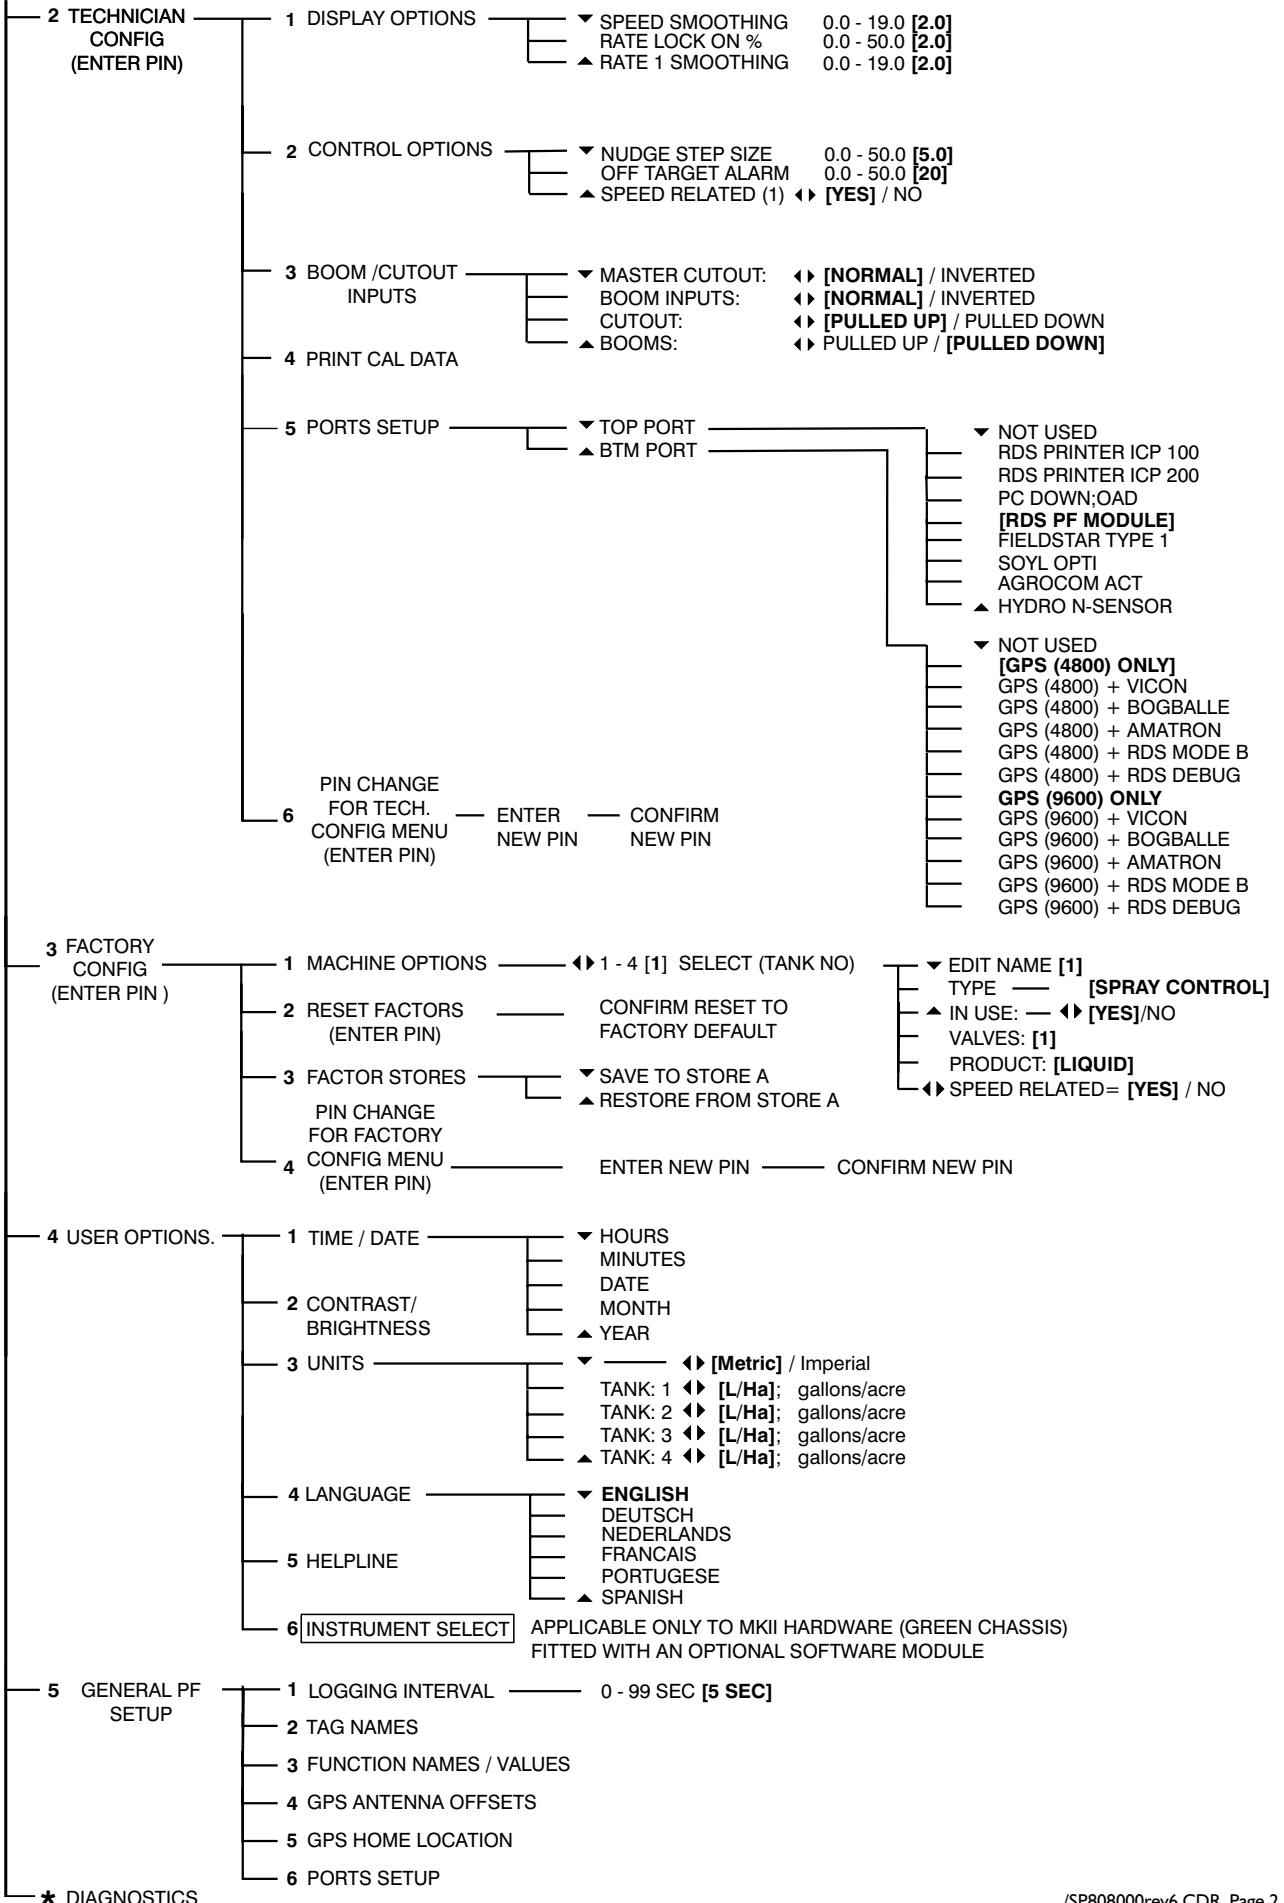 2 TECHNICIAN CONFIG (ENTER PIN)
1 DISPLAY OPTIONS
SPEED SMOOTHING 0.0 - 19.0 [2.0]
RATE LOCK ON % 0.0 - 50.0 [2.0]
RATE 1 SMOOTHING 0.0 - 19.0 [2.0]
2 CONTROL OPTIONS
NUDGE STEP SIZE 0.0 - 50.0 [5.0]
OFF TARGET ALARM 0.0 - 50.0 [20]
SPEED RELATED (1) [YES] / NO
3 BOOM /CUTOUT INPUTS
MASTER CUTOUT: [NORMAL] / INVERTED
BOOM INPUTS: [NORMAL] / INVERTED
CUTOUT: [PULLED UP] / PULLED DOWN
BOOMS: PULLED UP / [PULLED DOWN]
4 PRINT CAL DATA
5 PORTS SETUP
TOP PORT
BTM PORT
NOT USED
RDS PRINTER ICP 100
RDS PRINTER ICP 200
PC DOWN;OAD
[RDS PF MODULE]
FIELDSTAR TYPE 1
SOYL OPTI
AGROCOM ACT
HYDRO N-SENSOR
NOT USED
[GPS (4800) ONLY]
GPS (4800) + VICON
GPS (4800) + BOGBALLE
GPS (4800) + AMATRON
GPS (4800) + RDS MODE B
GPS (4800) + RDS DEBUG
GPS (9600) ONLY
GPS (9600) + VICON
GPS (9600) + BOGBALLE
GPS (9600) + AMATRON
GPS (9600) + RDS MODE B
GPS (9600) + RDS DEBUG
6 PIN CHANGE FOR TECH. CONFIG MENU (ENTER PIN)
ENTER NEW PIN
CONFIRM NEW PIN
3 FACTORY CONFIG (ENTER PIN )
1 MACHINE OPTIONS
1 - 4 [1] SELECT (TANK NO)
EDIT NAME [1]
TYPE [SPRAY CONTROL]
IN USE: [YES]/NO
VALVES: [1]
PRODUCT: [LIQUID]
SPEED RELATED= [YES] / NO
2 RESET FACTORS (ENTER PIN)
CONFIRM RESET TO FACTORY DEFAULT
3 FACTOR STORES
SAVE TO STORE A
RESTORE FROM STORE A
4 PIN CHANGE FOR FACTORY CONFIG MENU (ENTER PIN)
ENTER NEW PIN
CONFIRM NEW PIN
4 USER OPTIONS.
1 TIME / DATE
HOURS
MINUTES
DATE
MONTH
YEAR
2 CONTRAST/ BRIGHTNESS
3 UNITS
[Metric] / Imperial
TANK: 1 [L/Ha]; gallons/acre
TANK: 2 [L/Ha]; gallons/acre
TANK: 3 [L/Ha]; gallons/acre
TANK: 4 [L/Ha]; gallons/acre
4 LANGUAGE
ENGLISH
DEUTSCH
NEDERLANDS
FRANCAIS
PORTUGESE
SPANISH
5 HELPLINE
6 INSTRUMENT SELECT
APPLICABLE ONLY TO MKII HARDWARE (GREEN CHASSIS)
FITTED WITH AN OPTIONAL SOFTWARE MODULE
5 GENERAL PF SETUP
1 LOGGING INTERVAL 0 - 99 SEC [5 SEC]
2 TAG NAMES
3 FUNCTION NAMES / VALUES
4 GPS ANTENNA OFFSETS
5 GPS HOME LOCATION
6 PORTS SETUP
* DIAGNOSTICS
/SP808000rev6.CDR Page 2